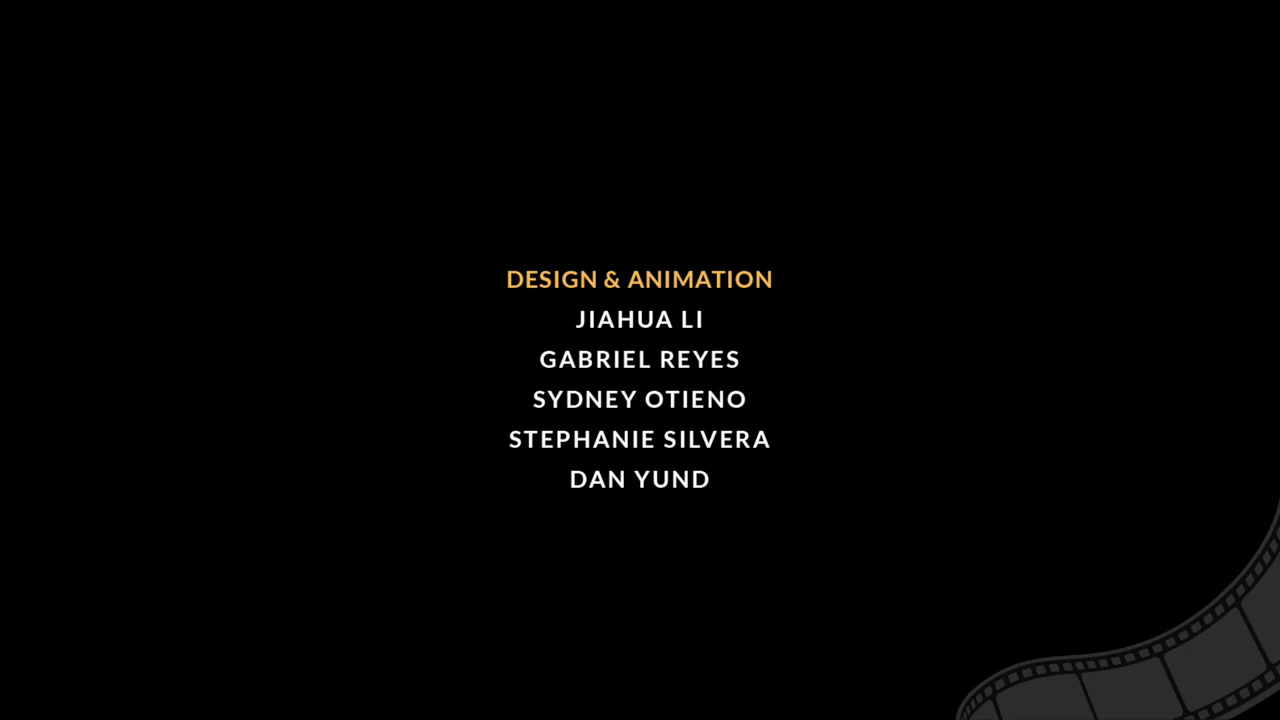 DESIGN & ANIMATION
JIAHUA LI
GABRIEL REYES
SYDNEY OTIENO
STEPHANIE SILVERA
DAN YUND